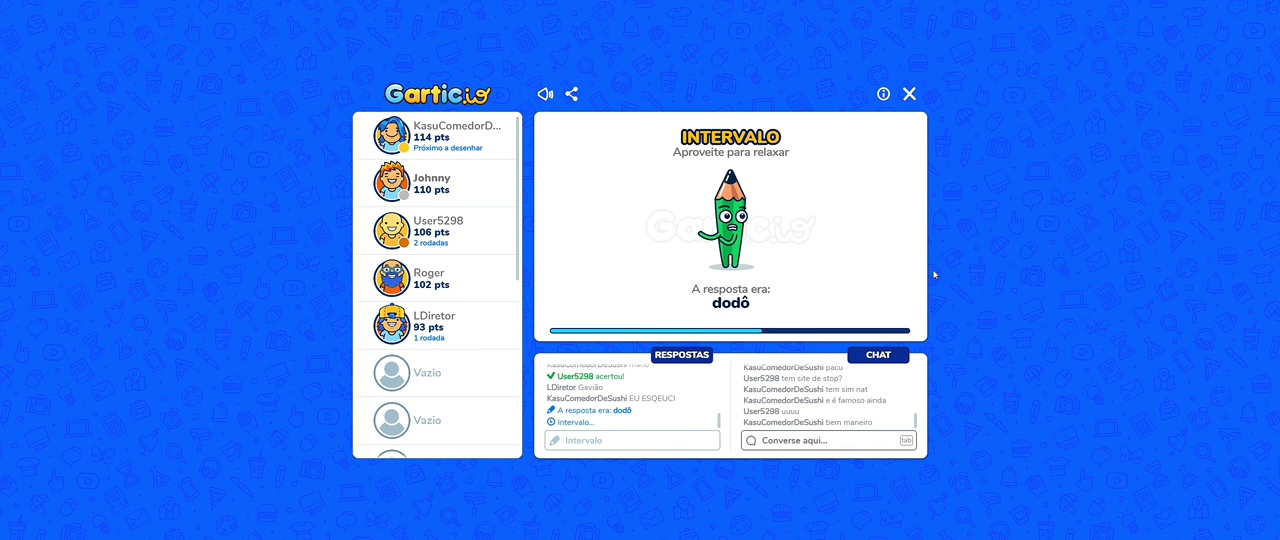 Gartic.io
KasuComedorD...
114 pts
Próximo a desenhar
Johnny
110 pts
User5298
106 pts
2 rodadas
Roger
102 pts
LDiretor
93 pts
1 rodada
Vazio
Vazio
INTERVALO
Aproveite para relaxar
Gartic.io
A resposta era:
dodô
RESPOSTAS
KasuComedorDeSushi mano
User5298 acertou!
LDiretor Gavião
KasuComedorDeSushi EU ESQEUCI
A resposta era: dodô
Intervalo...
Intervalo
CHAT
KasuComedorDeSushi pacu
User5298 tem site de stop?
KasuComedorDeSushi tem sim nat
KasuComedorDeSushi e é famoso ainda
User5298 uuuu
KasuComedorDeSushi bem maneiro
Converse aqui...
tab